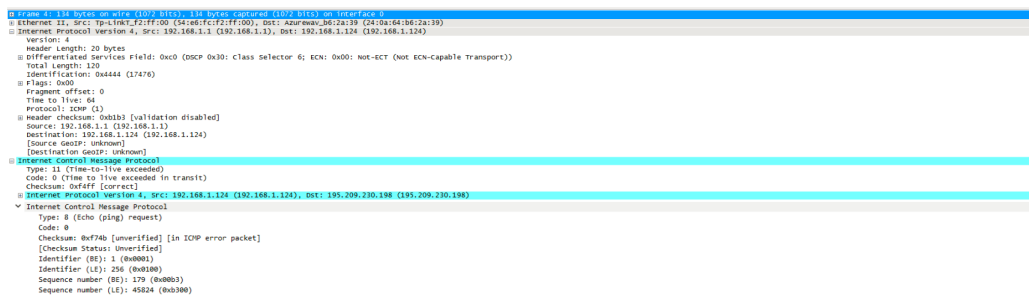 Frame 4: 134 bytes on wire (1072 bits), 134 bytes captured (1072 bits) on interface 0
Ethernet II, Src: Tp-LinkT_f2:ff:00 (54:e6:fc:f2:ff:00), Dst: Azurewav_b6:2a:39 (24:0a:64:b6:2a:39)
Internet Protocol Version 4, Src: 192.168.1.1 (192.168.1.1), Dst: 192.168.1.124 (192.168.1.124)
Version: 4
Header Length: 20 bytes
Differentiated Services Field: 0xc0 (DSCP 0x30: Class Selector 6; ECN: 0x00: Not-ECT (Not ECN-Capable Transport))
Total Length: 120
Identification: 0x4444 (17476)
Flags: 0x00
Fragment offset: 0
Time to live: 64
Protocol: ICMP (1)
Header checksum: 0xb1b3 [validation disabled]
Source: 192.168.1.1 (192.168.1.1)
Destination: 192.168.1.124 (192.168.1.124)
[Source GeoIP: Unknown]
[Destination GeoIP: Unknown]
Internet Control Message Protocol
Type: 11 (Time-to-live exceeded)
Code: 0 (Time to live exceeded in transit)
Checksum: 0xf4ff [correct]
Internet Protocol Version 4, Src: 192.168.1.124 (192.168.1.124), Dst: 195.209.230.198 (195.209.230.198)
Internet Control Message Protocol
Type: 8 (Echo (ping) request)
Code: 0
Checksum: 0xf74b [unverified] [in ICMP error packet]
[Checksum Status: Unverified]
Identifier (BE): 1 (0x0001)
Identifier (LE): 256 (0x0100)
Sequence number (BE): 179 (0x00b3)
Sequence number (LE): 45824 (0xb300)